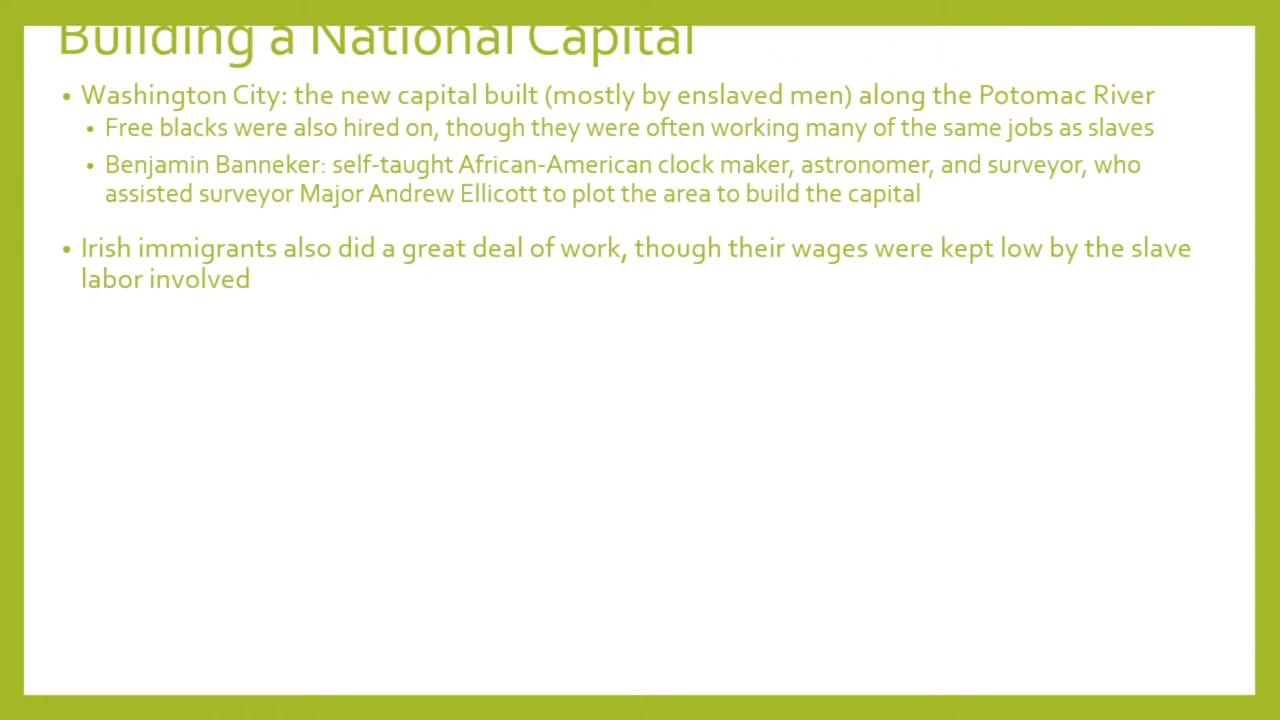 Building a National Capital
• Washington City: the new capital built (mostly by enslaved men) along the Potomac River
• Free blacks were also hired on, though they were often working many of the same jobs as slaves
• Benjamin Banneker: self-taught African-American clock maker, astronomer, and surveyor, who
assisted surveyor Major Andrew Ellicott to plot the area to build the capital
• Irish immigrants also did a great deal of work, though their wages were kept low by the slave
labor involved